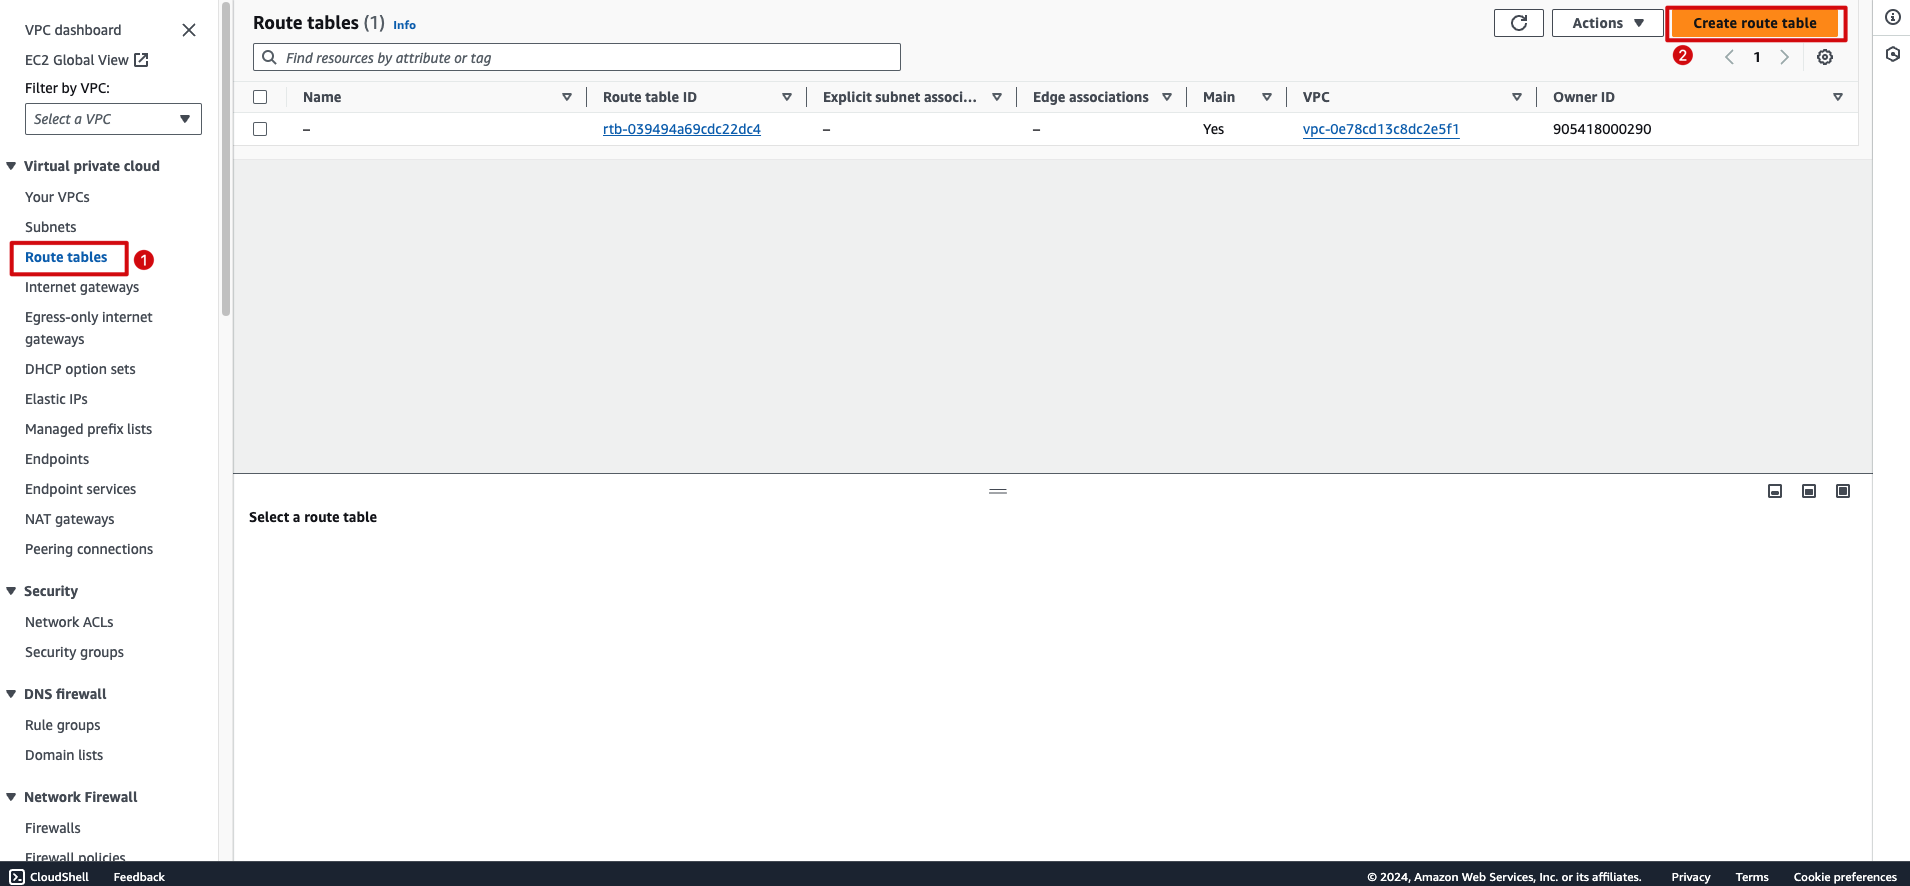 VPC dashboard
EC2 Global View
Filter by VPC:
Select a VPC
Virtual private cloud
Your VPCs
Subnets
Route tables
1
Internet gateways
Egress-only internet
gateways
DHCP option sets
Elastic IPs
Managed prefix lists
Endpoints
Endpoint services
NAT gateways
Peering connections
Security
Network ACLs
Security groups
DNS firewall
Rule groups
Domain lists
Network Firewall
Firewalls
Firewall policies
Route tables (1) Info
Actions
Create route table
Find resources by attribute or tag
2
1
Name Route table ID Explicit subnet associ... Edge associations Main VPC Owner ID
– rtb-039494a69cdc22dc4 – – Yes vpc-0e78cd13c8dc2e5f1 905418000290
Select a route table
CloudShell Feedback © 2024, Amazon Web Services, Inc. or its affiliates. Privacy Terms Cookie preferences